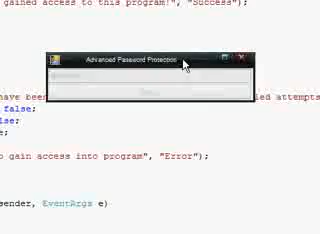 gained access to this program!", "Success");
Advanced Password Protection
have been
iled attempts
false;
lse;
e;
o gain access into program", "Error");
sender, EventArgs e)